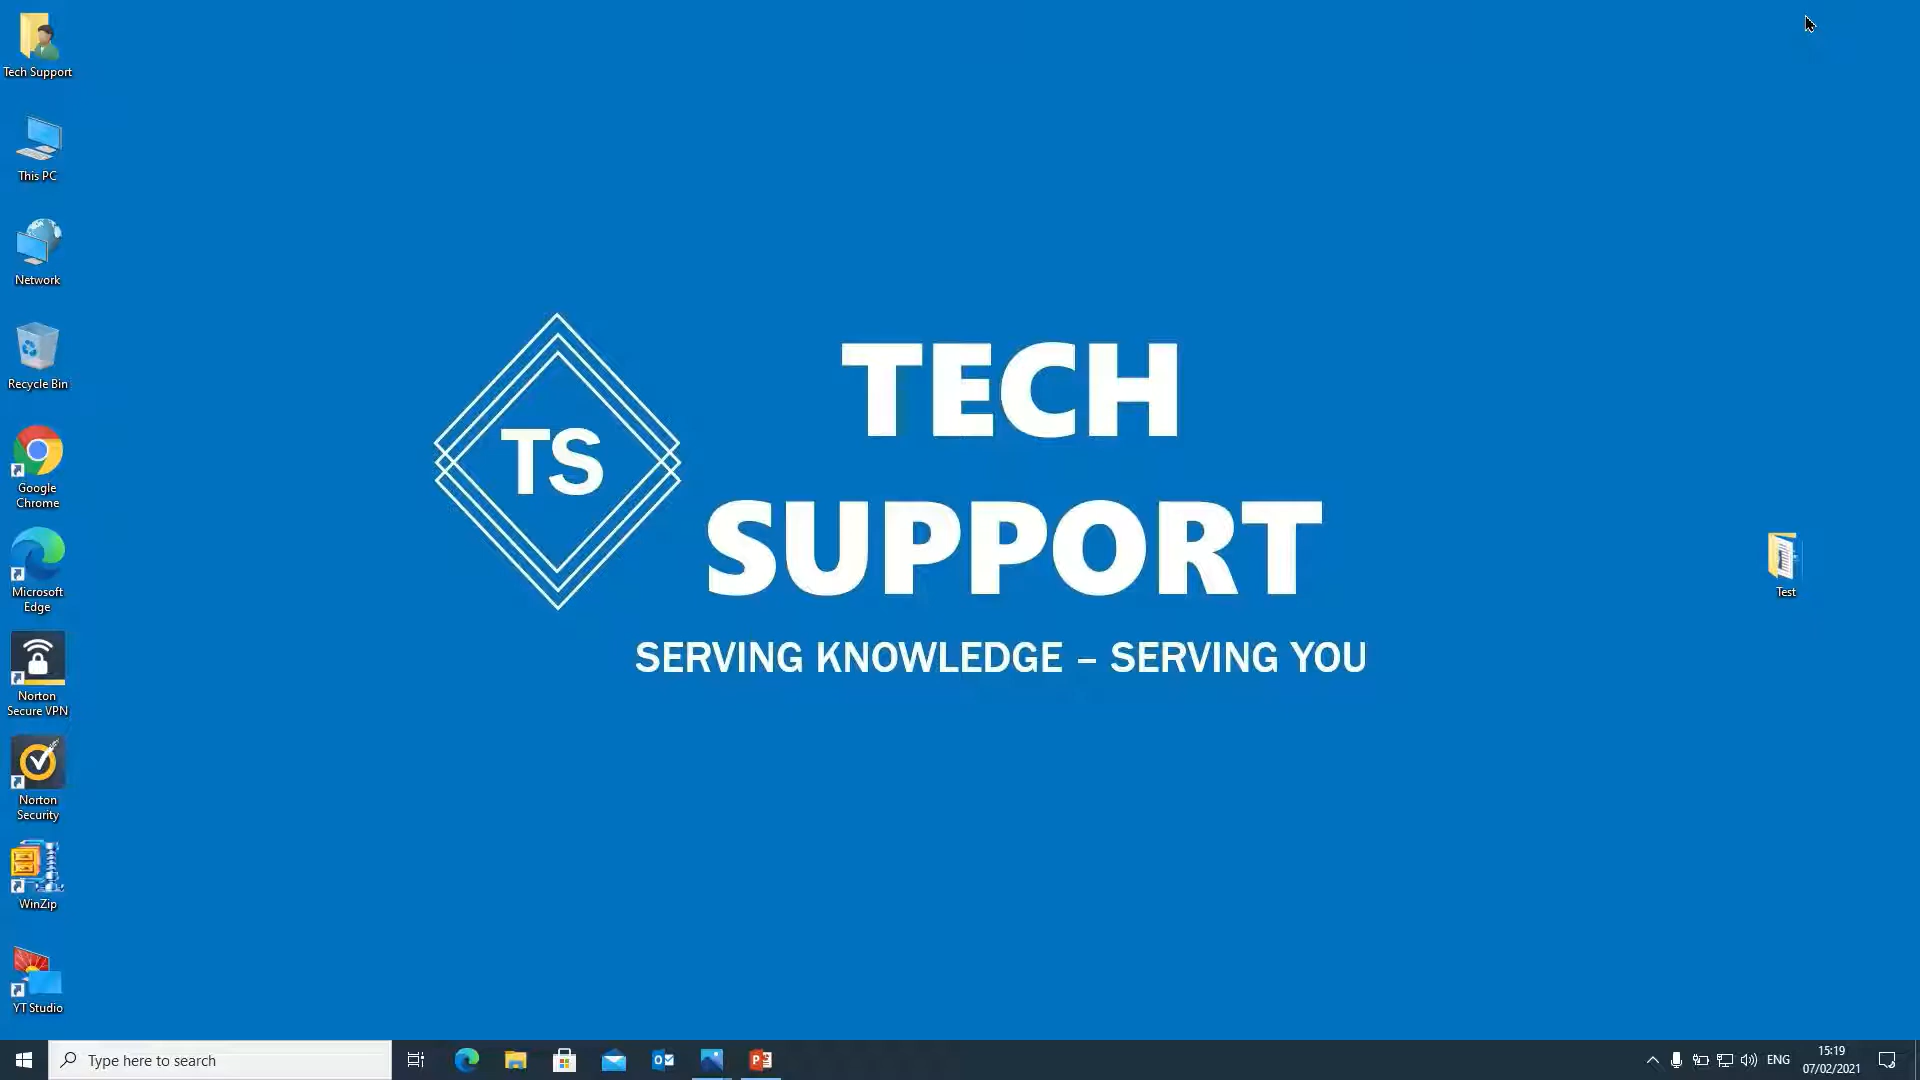 Tech Support
This PC
Network
Recycle Bin
Google
Chrome
Microsoft
Edge
Norton
Secure VPN
Norton
Security
WinZip
YT Studio
TS
TECH
SUPPORT
SERVING KNOWLEDGE – SERVING YOU
Test
Type here to search
ENG
15:19
07/02/2021